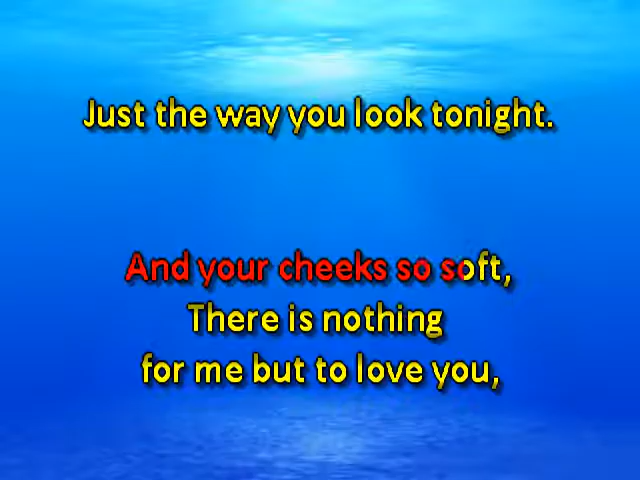 Just the way you look tonight.
And your cheeks so soft,
There is nothing
for me but to love you,